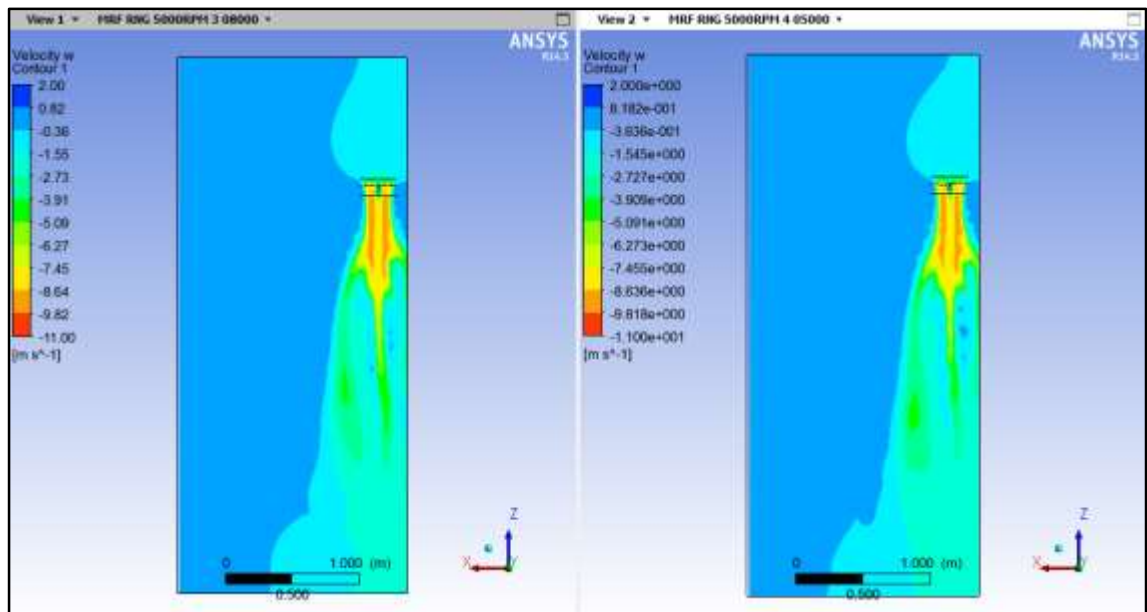 View 1 MRF RNG 5000RPM 3 08000
ANSYS
R14.5
Velocity w
Contour 1
2.00
0.82
-0.36
-1.55
-2.73
-3.91
-5.09
-6.27
-7.45
-8.64
-9.82
-11.00
[m s^-1]
0 1.000 (m)
0.500
Z
X Y
View 2 MRF RNG 5000RPM 4 05000
ANSYS
R14.5
Velocity w
Contour 1
2.000e+000
8.182e-001
-3.636e-001
-1.545e+000
-2.727e+000
-3.909e+000
-5.091e+000
-6.273e+000
-7.455e+000
-8.636e+000
-9.818e+000
-1.100e+001
[m s^-1]
0 1.000 (m)
0.500
Z
X Y